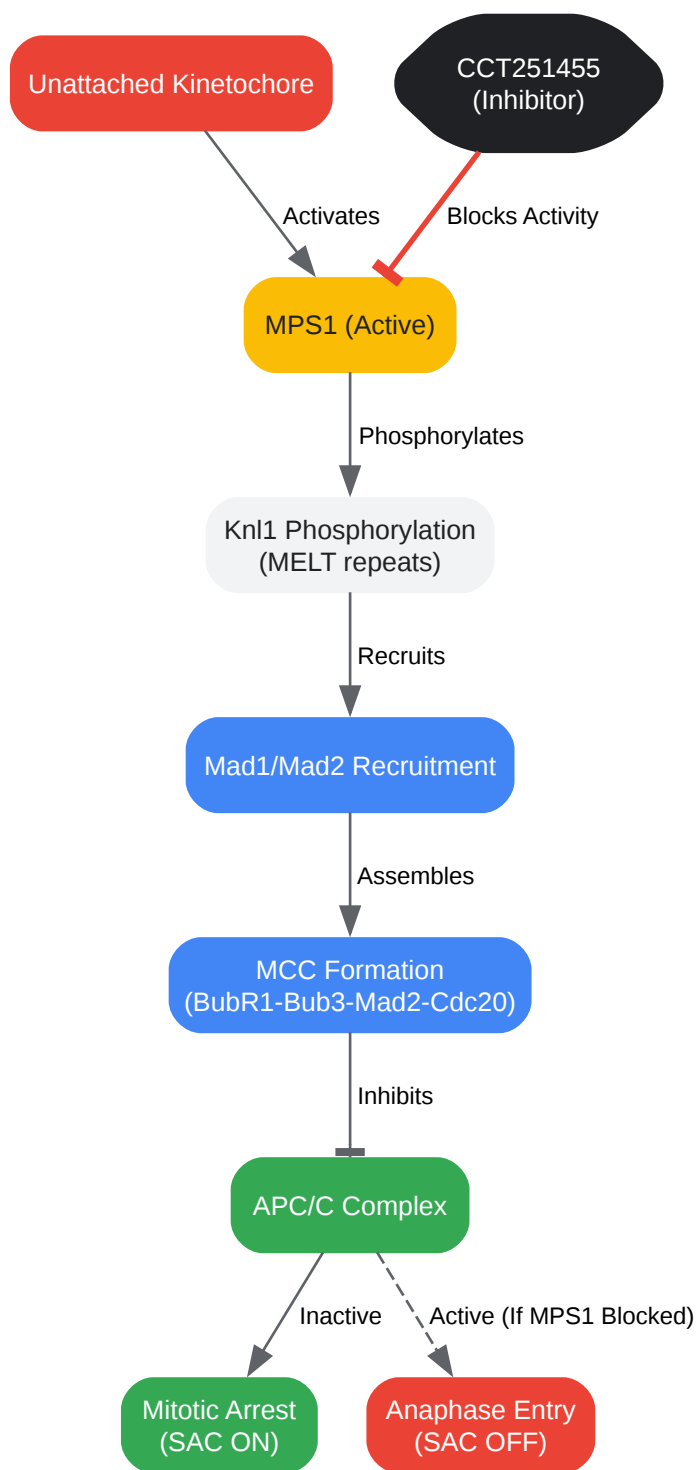 Unattached Kinetochore
CCT251455
(Inhibitor)
Activates
Blocks Activity
MPS1 (Active)
Phosphorylates
Knl1 Phosphorylation
(MELT repeats)
Recruits
Mad1/Mad2 Recruitment
Assembles
MCC Formation
(BubR1-Bub3-Mad2-Cdc20)
Inhibits
APC/C Complex
Inactive
Active (If MPS1 Blocked)
Mitotic Arrest
(SAC ON)
Anaphase Entry
(SAC OFF)